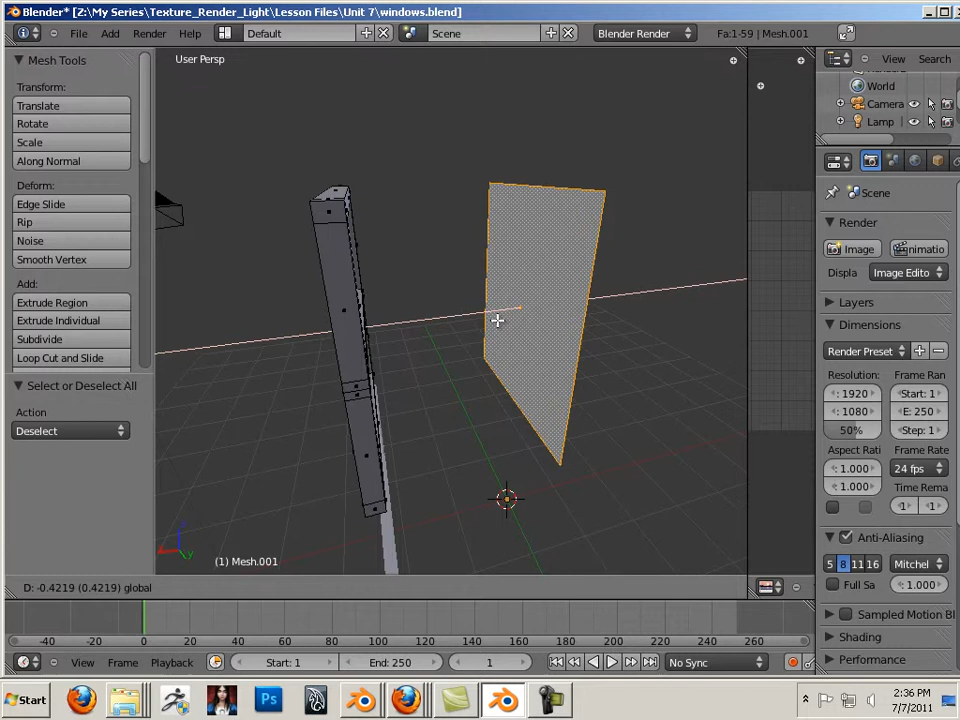 Blender* [Z:\My Series\Texture_Render_Light\Lesson Files\Unit 7\windows.blend]
File Add Render Help Default Scene Blender Render Fa:1-59 | Mesh.001
Mesh Tools
Transform:
Translate
Rotate
Scale
Along Normal
Deform:
Edge Slide
Rip
Noise
Smooth Vertex
Add:
Extrude Region
Extrude Individual
Subdivide
Loop Cut and Slide
Select or Deselect All
Action
Deselect
User Persp
(1) Mesh.001
D: -0.4219 (0.4219) global
View Search
World
Camera
Lamp
Scene
Render
Image Animatio
Displa Image Edito
Layers
Dimensions
Render Preset
Resolution: Frame Ran
: 1920 Start: 1
: 1080 E: 250
50% Step: 1
Aspect Rati Frame Rate
: 1.000 24 fps
: 1.000 Time Rema
1 1
Anti-Aliasing
5 8 11 16 Mitchel
Full Sa : 1.000
Sampled Motion Bl
Shading
Performance
-40 -20 0 20 40 60 80 100 120 140 160 180 200 220 240 260
View Frame Playback Start: 1 End: 250 1 No Sync
Start Ps 2:36 PM
7/7/2011